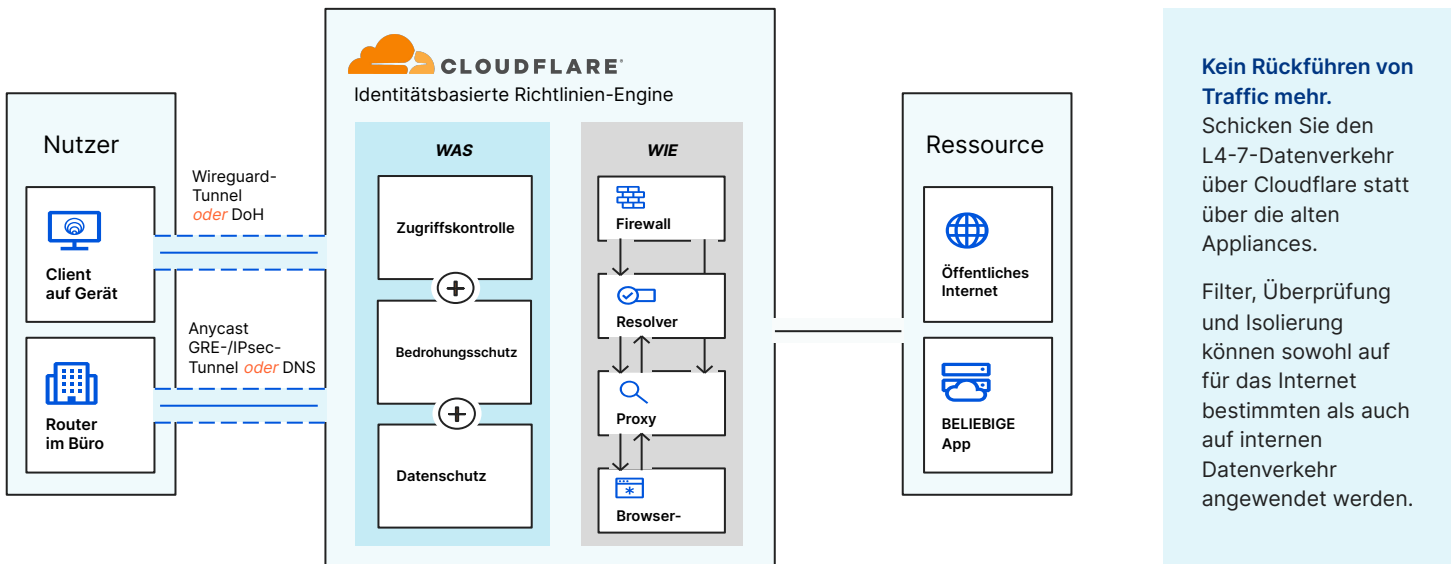 CLOUDFLARE
Identitätsbasierte Richtlinien-Engine
Nutzer
Client
auf Gerät
Router
im Büro
Wireguard-
Tunnel
oder DoH
Anycast
GRE-/IPsec-
Tunnel oder DNS
WAS
Zugriffskontrolle
+
Bedrohungsschutz
+
Datenschutz
WIE
Firewall
Resolver
Proxy
Browser-
Ressource
Öffentliches
Internet
BELIEBIGE
App
Kein Rückführen von
Traffic mehr.
Schicken Sie den
L4-7-Datenverkehr
über Cloudflare statt
über die alten
Appliances.
Filter, Überprüfung
und Isolierung
können sowohl auf
für das Internet
bestimmten als auch
auf internen
Datenverkehr
angewendet werden.